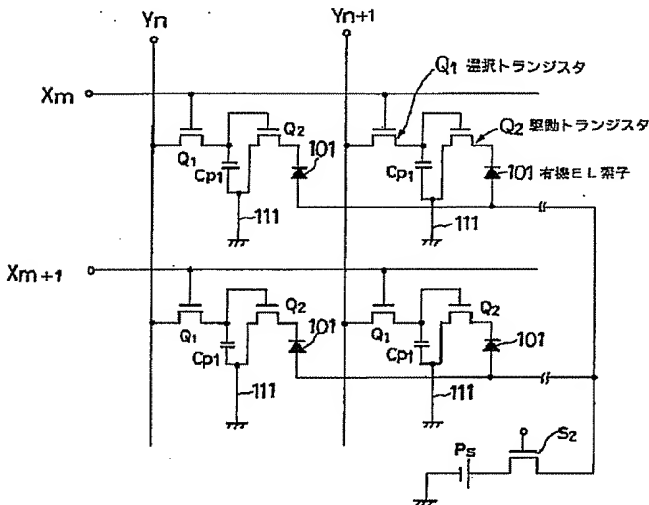 Yn
Yn+1
Q1 選択トランジスタ
Xm
Q2
Q2 駆動トランジスタ
101
Q1
Cp1
Cp1
101 有機EL素子
111
111
Xm+1
Q2
Q2
101
101
Q1
Q1
Cp1
Cp1
111
111
S2
Ps